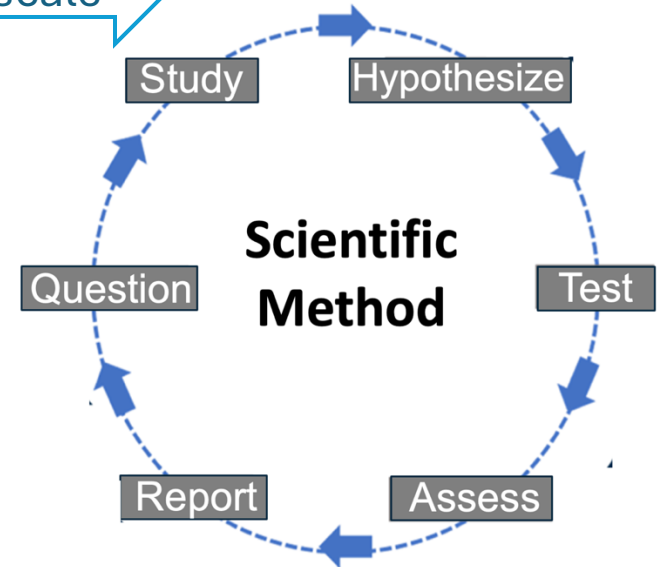 Study
Hypothesize
Scientific
Method
Question
Test
Report
Assess